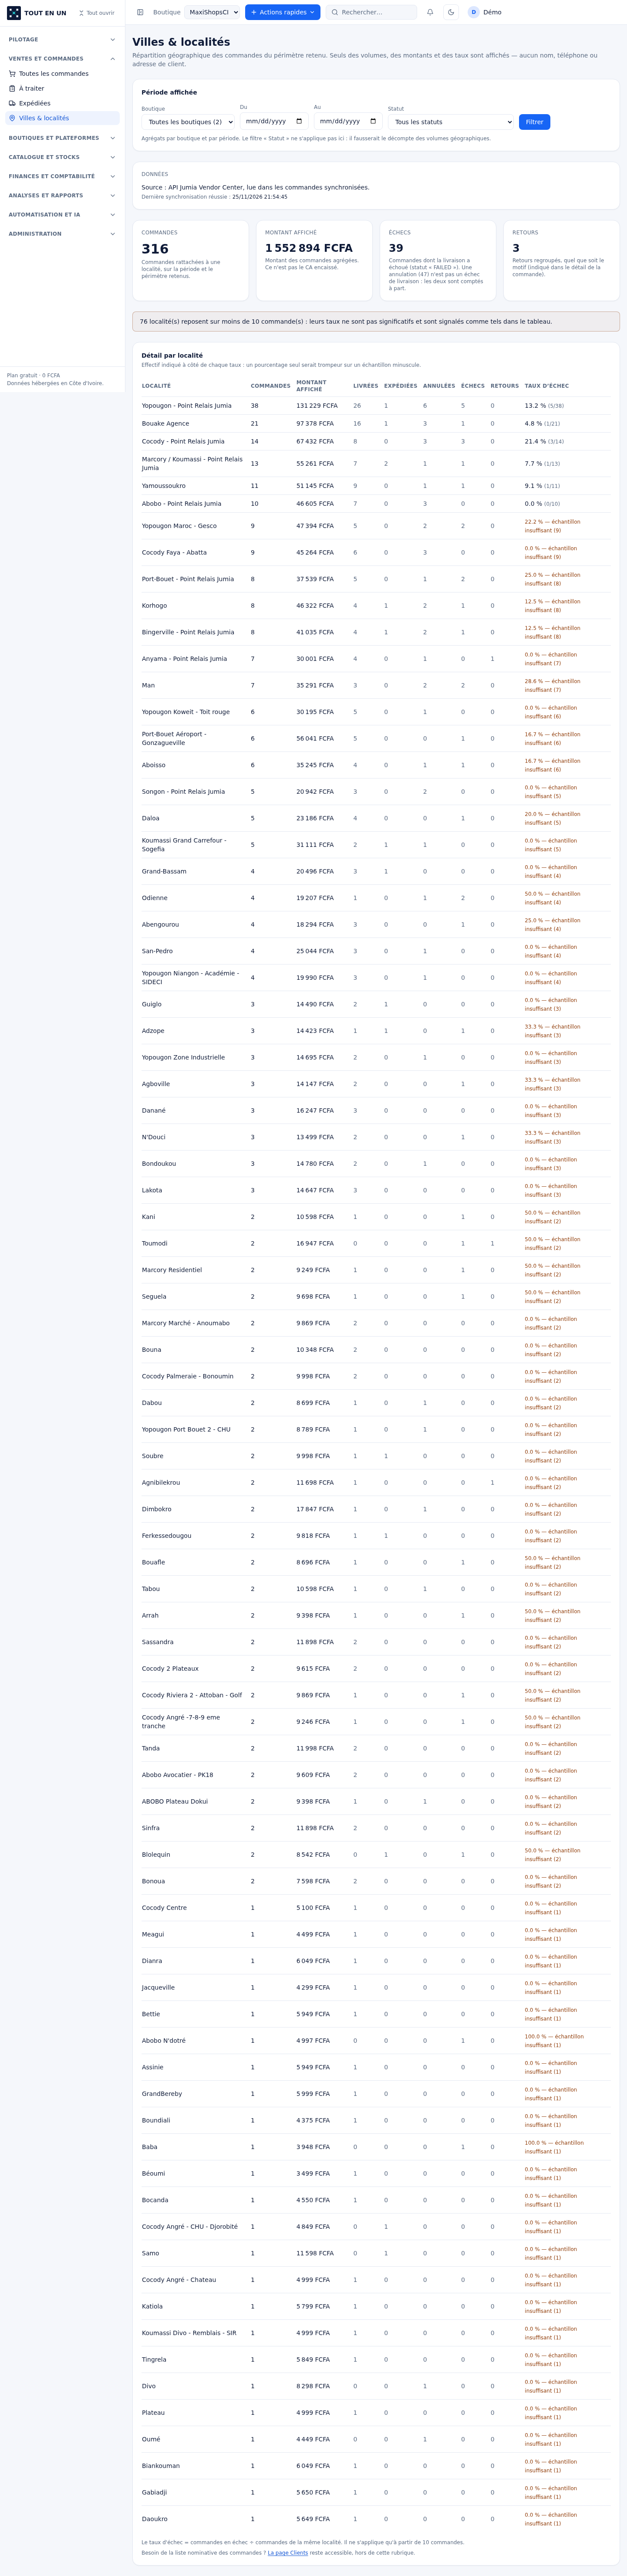 TOUT EN UN
Tout ouvrir
PILOTAGE
VENTES ET COMMANDES
Toutes les commandes
À traiter
Expédiées
Villes & localités
BOUTIQUES ET PLATEFORMES
CATALOGUE ET STOCKS
FINANCES ET COMPTABILITÉ
ANALYSES ET RAPPORTS
AUTOMATISATION ET IA
ADMINISTRATION
Plan gratuit · 0 FCFA
Données hébergées en Côte d'Ivoire.
Boutique MaxiShopsCI Actions rapides Rechercher… D Démo
Villes & localités
Répartition géographique des commandes du périmètre retenu. Seuls des volumes, des montants et des taux sont affichés — aucun nom, téléphone ou
adresse de client.
Période affichée
Boutique Du Au Statut
Toutes les boutiques (2) mm/dd/yyyy mm/dd/yyyy Tous les statuts Filtrer
Agrégats par boutique et par période. Le filtre « Statut » ne s'applique pas ici : il fausserait le décompte des volumes géographiques.
DONNÉES
Source : API Jumia Vendor Center, lue dans les commandes synchronisées.
Dernière synchronisation réussie : 25/11/2026 21:54:45
COMMANDES
316
Commandes rattachées à une
localité, sur la période et le
périmètre retenus.
MONTANT AFFICHÉ
1 552 894 FCFA
Montant des commandes agrégées.
Ce n'est pas le CA encaissé.
ÉCHECS
39
Commandes dont la livraison a
échoué (statut « FAILED »). Une
annulation (47) n'est pas un échec
de livraison : les deux sont comptés
à part.
RETOURS
3
Retours regroupés, quel que soit le
motif (indiqué dans le détail de la
commande).
76 localité(s) reposent sur moins de 10 commande(s) : leurs taux ne sont pas significatifs et sont signalés comme tels dans le tableau.
Détail par localité
Effectif indiqué à côté de chaque taux : un pourcentage seul serait trompeur sur un échantillon minuscule.
LOCALITÉ COMMANDES MONTANT AFFICHÉ LIVRÉES EXPÉDIÉES ANNULÉES ÉCHECS RETOURS TAUX D'ÉCHEC
Yopougon - Point Relais Jumia 38 131 229 FCFA 26 1 6 5 0 13.2 % (5/38)
Bouake Agence 21 97 378 FCFA 16 1 3 1 0 4.8 % (1/21)
Cocody - Point Relais Jumia 14 67 432 FCFA 8 0 3 3 0 21.4 % (3/14)
Marcory / Koumassi - Point Relais Jumia 13 55 261 FCFA 7 2 1 1 0 7.7 % (1/13)
Yamoussoukro 11 51 145 FCFA 9 0 1 1 0 9.1 % (1/11)
Abobo - Point Relais Jumia 10 46 605 FCFA 7 0 3 0 0 0.0 % (0/10)
Yopougon Maroc - Gesco 9 47 394 FCFA 5 0 2 2 0 22.2 % — échantillon insuffisant (9)
Cocody Faya - Abatta 9 45 264 FCFA 6 0 3 0 0 0.0 % — échantillon insuffisant (9)
Port-Bouet - Point Relais Jumia 8 37 539 FCFA 5 0 1 2 0 25.0 % — échantillon insuffisant (8)
Korhogo 8 46 322 FCFA 4 1 2 1 0 12.5 % — échantillon insuffisant (8)
Bingerville - Point Relais Jumia 8 41 035 FCFA 4 1 2 1 0 12.5 % — échantillon insuffisant (8)
Anyama - Point Relais Jumia 7 30 001 FCFA 4 0 1 0 1 0.0 % — échantillon insuffisant (7)
Man 7 35 291 FCFA 3 0 2 2 0 28.6 % — échantillon insuffisant (7)
Yopougon Koweit - Toit rouge 6 30 195 FCFA 5 0 1 0 0 0.0 % — échantillon insuffisant (6)
Port-Bouet Aéroport - Gonzagueville 6 56 041 FCFA 5 0 0 1 0 16.7 % — échantillon insuffisant (6)
Aboisso 6 35 245 FCFA 4 0 1 1 0 16.7 % — échantillon insuffisant (6)
Songon - Point Relais Jumia 5 20 942 FCFA 3 0 2 0 0 0.0 % — échantillon insuffisant (5)
Daloa 5 23 186 FCFA 4 0 0 1 0 20.0 % — échantillon insuffisant (5)
Koumassi Grand Carrefour - Sogefia 5 31 111 FCFA 2 1 1 0 0 0.0 % — échantillon insuffisant (5)
Grand-Bassam 4 20 496 FCFA 3 1 0 0 0 0.0 % — échantillon insuffisant (4)
Odienne 4 19 207 FCFA 1 0 1 2 0 50.0 % — échantillon insuffisant (4)
Abengourou 4 18 294 FCFA 3 0 0 1 0 25.0 % — échantillon insuffisant (4)
San-Pedro 4 25 044 FCFA 3 0 1 0 0 0.0 % — échantillon insuffisant (4)
Yopougon Niangon - Académie - SIDECI 4 19 990 FCFA 3 0 1 0 0 0.0 % — échantillon insuffisant (4)
Guiglo 3 14 490 FCFA 2 1 0 0 0 0.0 % — échantillon insuffisant (3)
Adzope 3 14 423 FCFA 1 1 0 1 0 33.3 % — échantillon insuffisant (3)
Yopougon Zone Industrielle 3 14 695 FCFA 2 0 1 0 0 0.0 % — échantillon insuffisant (3)
Agboville 3 14 147 FCFA 2 0 0 1 0 33.3 % — échantillon insuffisant (3)
Danané 3 16 247 FCFA 3 0 0 0 0 0.0 % — échantillon insuffisant (3)
N'Douci 3 13 499 FCFA 2 0 0 1 0 33.3 % — échantillon insuffisant (3)
Bondoukou 3 14 780 FCFA 2 0 1 0 0 0.0 % — échantillon insuffisant (3)
Lakota 3 14 647 FCFA 3 0 0 0 0 0.0 % — échantillon insuffisant (3)
Kani 2 10 598 FCFA 1 0 0 1 0 50.0 % — échantillon insuffisant (2)
Toumodi 2 16 947 FCFA 0 0 0 1 1 50.0 % — échantillon insuffisant (2)
Marcory Residentiel 2 9 249 FCFA 1 0 0 1 0 50.0 % — échantillon insuffisant (2)
Seguela 2 9 698 FCFA 1 0 0 1 0 50.0 % — échantillon insuffisant (2)
Marcory Marché - Anoumabo 2 9 869 FCFA 2 0 0 0 0 0.0 % — échantillon insuffisant (2)
Bouna 2 10 348 FCFA 2 0 0 0 0 0.0 % — échantillon insuffisant (2)
Cocody Palmeraie - Bonoumin 2 9 998 FCFA 2 0 0 0 0 0.0 % — échantillon insuffisant (2)
Dabou 2 8 699 FCFA 1 0 1 0 0 0.0 % — échantillon insuffisant (2)
Yopougon Port Bouet 2 - CHU 2 8 789 FCFA 1 0 1 0 0 0.0 % — échantillon insuffisant (2)
Soubre 2 9 998 FCFA 1 1 0 0 0 0.0 % — échantillon insuffisant (2)
Agnibilekrou 2 11 698 FCFA 1 0 0 0 1 0.0 % — échantillon insuffisant (2)
Dimbokro 2 17 847 FCFA 1 0 1 0 0 0.0 % — échantillon insuffisant (2)
Ferkessedougou 2 9 818 FCFA 1 1 0 0 0 0.0 % — échantillon insuffisant (2)
Bouafle 2 8 696 FCFA 1 0 0 1 0 50.0 % — échantillon insuffisant (2)
Tabou 2 10 598 FCFA 1 0 1 0 0 0.0 % — échantillon insuffisant (2)
Arrah 2 9 398 FCFA 1 0 0 1 0 50.0 % — échantillon insuffisant (2)
Sassandra 2 11 898 FCFA 2 0 0 0 0 0.0 % — échantillon insuffisant (2)
Cocody 2 Plateaux 2 9 615 FCFA 2 0 0 0 0 0.0 % — échantillon insuffisant (2)
Cocody Riviera 2 - Attoban - Golf 2 9 869 FCFA 1 0 0 1 0 50.0 % — échantillon insuffisant (2)
Cocody Angré -7-8-9 eme tranche 2 9 246 FCFA 1 0 0 1 0 50.0 % — échantillon insuffisant (2)
Tanda 2 11 998 FCFA 2 0 0 0 0 0.0 % — échantillon insuffisant (2)
Abobo Avocatier - PK18 2 9 609 FCFA 2 0 0 0 0 0.0 % — échantillon insuffisant (2)
ABOBO Plateau Dokui 2 9 398 FCFA 1 0 1 0 0 0.0 % — échantillon insuffisant (2)
Sinfra 2 11 898 FCFA 2 0 0 0 0 0.0 % — échantillon insuffisant (2)
Blolequin 2 8 542 FCFA 0 1 0 1 0 50.0 % — échantillon insuffisant (2)
Bonoua 2 7 598 FCFA 2 0 0 0 0 0.0 % — échantillon insuffisant (2)
Cocody Centre 1 5 100 FCFA 1 0 0 0 0 0.0 % — échantillon insuffisant (1)
Meagui 1 4 499 FCFA 1 0 0 0 0 0.0 % — échantillon insuffisant (1)
Dianra 1 6 049 FCFA 1 0 0 0 0 0.0 % — échantillon insuffisant (1)
Jacqueville 1 4 299 FCFA 1 0 0 0 0 0.0 % — échantillon insuffisant (1)
Bettie 1 5 949 FCFA 1 0 0 0 0 0.0 % — échantillon insuffisant (1)
Abobo N'dotré 1 4 997 FCFA 0 0 0 1 0 100.0 % — échantillon insuffisant (1)
Assinie 1 5 949 FCFA 1 0 0 0 0 0.0 % — échantillon insuffisant (1)
GrandBereby 1 5 999 FCFA 1 0 0 0 0 0.0 % — échantillon insuffisant (1)
Boundiali 1 4 375 FCFA 1 0 0 0 0 0.0 % — échantillon insuffisant (1)
Baba 1 3 948 FCFA 0 0 0 1 0 100.0 % — échantillon insuffisant (1)
Béoumi 1 3 499 FCFA 1 0 0 0 0 0.0 % — échantillon insuffisant (1)
Bocanda 1 4 550 FCFA 1 0 0 0 0 0.0 % — échantillon insuffisant (1)
Cocody Angré - CHU - Djorobité 1 4 849 FCFA 0 1 0 0 0 0.0 % — échantillon insuffisant (1)
Samo 1 11 598 FCFA 0 1 0 0 0 0.0 % — échantillon insuffisant (1)
Cocody Angré - Chateau 1 4 999 FCFA 1 0 0 0 0 0.0 % — échantillon insuffisant (1)
Katiola 1 5 799 FCFA 1 0 0 0 0 0.0 % — échantillon insuffisant (1)
Koumassi Divo - Remblais - SIR 1 4 999 FCFA 1 0 0 0 0 0.0 % — échantillon insuffisant (1)
Tingrela 1 5 849 FCFA 1 0 0 0 0 0.0 % — échantillon insuffisant (1)
Divo 1 8 298 FCFA 0 0 1 0 0 0.0 % — échantillon insuffisant (1)
Plateau 1 4 999 FCFA 1 0 0 0 0 0.0 % — échantillon insuffisant (1)
Oumé 1 4 449 FCFA 0 0 1 0 0 0.0 % — échantillon insuffisant (1)
Biankouman 1 6 049 FCFA 1 0 0 0 0 0.0 % — échantillon insuffisant (1)
Gabiadji 1 5 650 FCFA 1 0 0 0 0 0.0 % — échantillon insuffisant (1)
Daoukro 1 5 649 FCFA 1 0 0 0 0 0.0 % — échantillon insuffisant (1)
Le taux d'échec = commandes en échec ÷ commandes de la même localité. Il ne s'applique qu'à partir de 10 commandes.
Besoin de la liste nominative des commandes ? La page Clients reste accessible, hors de cette rubrique.